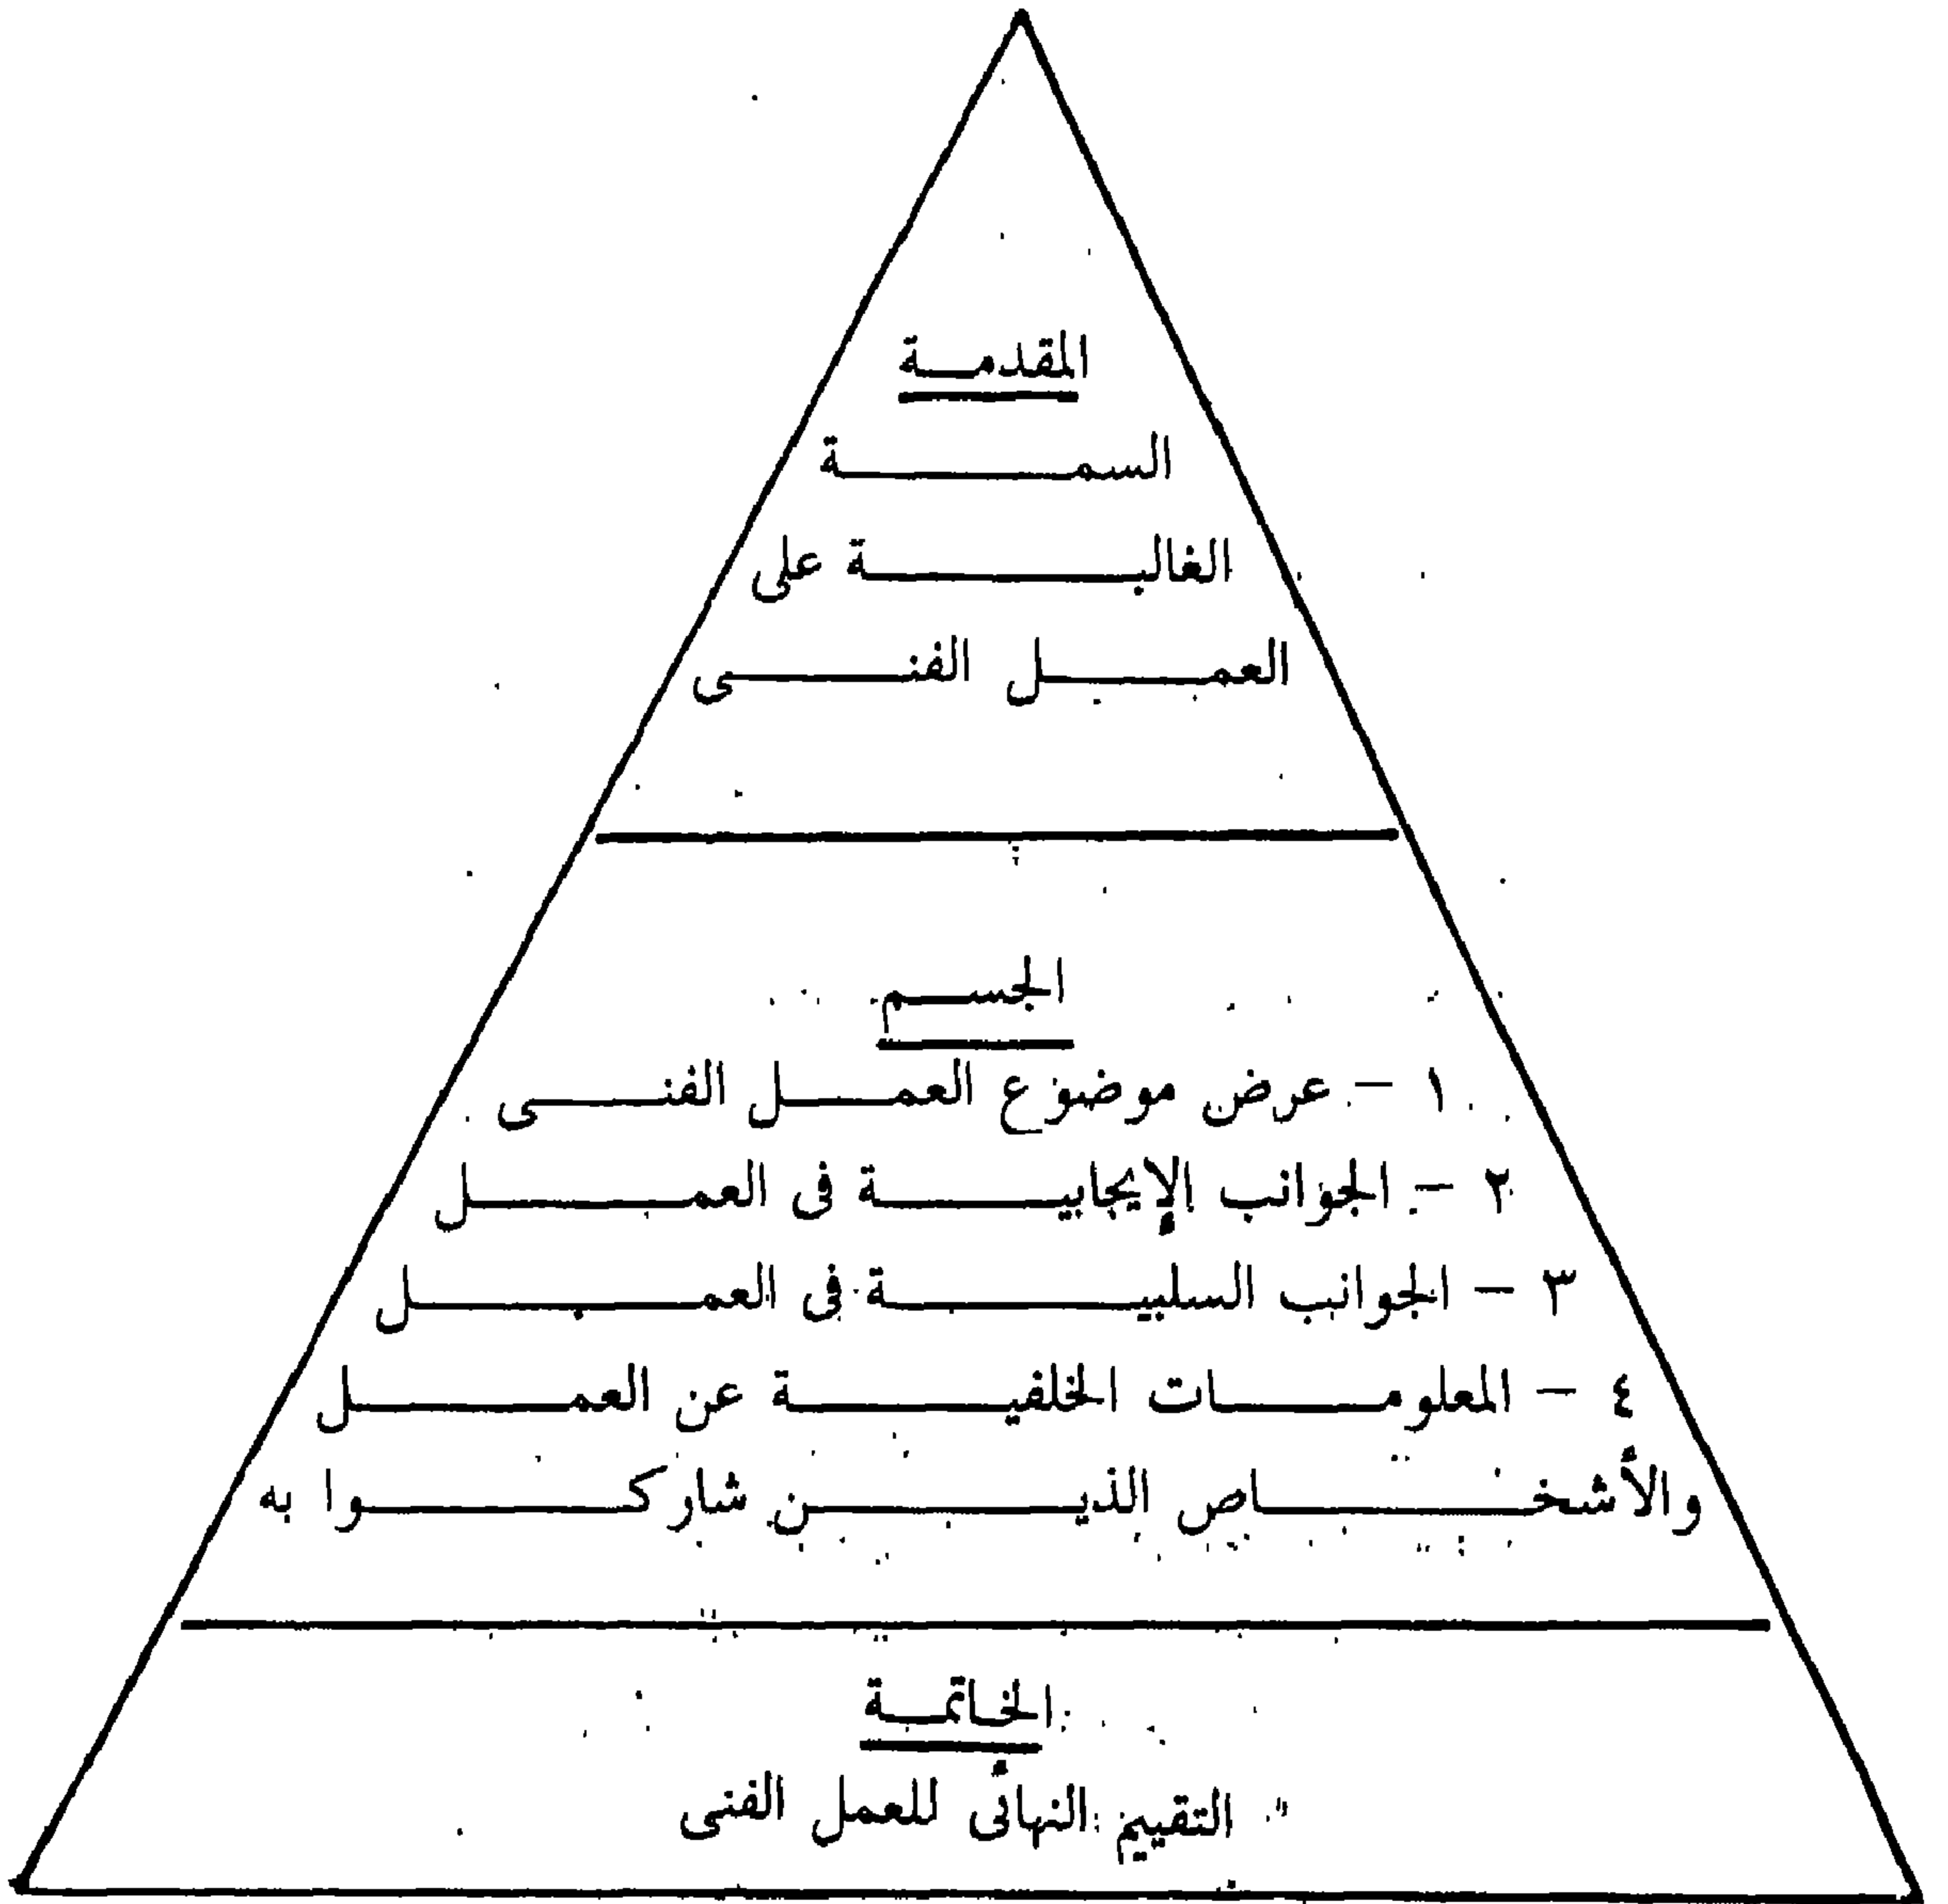 المقدمة
السمة
الغالبة على
العمل الفنى
الجسم
١ - عرض موضوع العمل الفنى
٢ - الجوانب الإيجابية فى العمل
٣ - الجوانب السلبية فى العمل
٤ - المعلومات الخلفية عن العمل
والأشخاص الذين شاركوا به
الخاتمة
التقييم النهائى للعمل الفنى